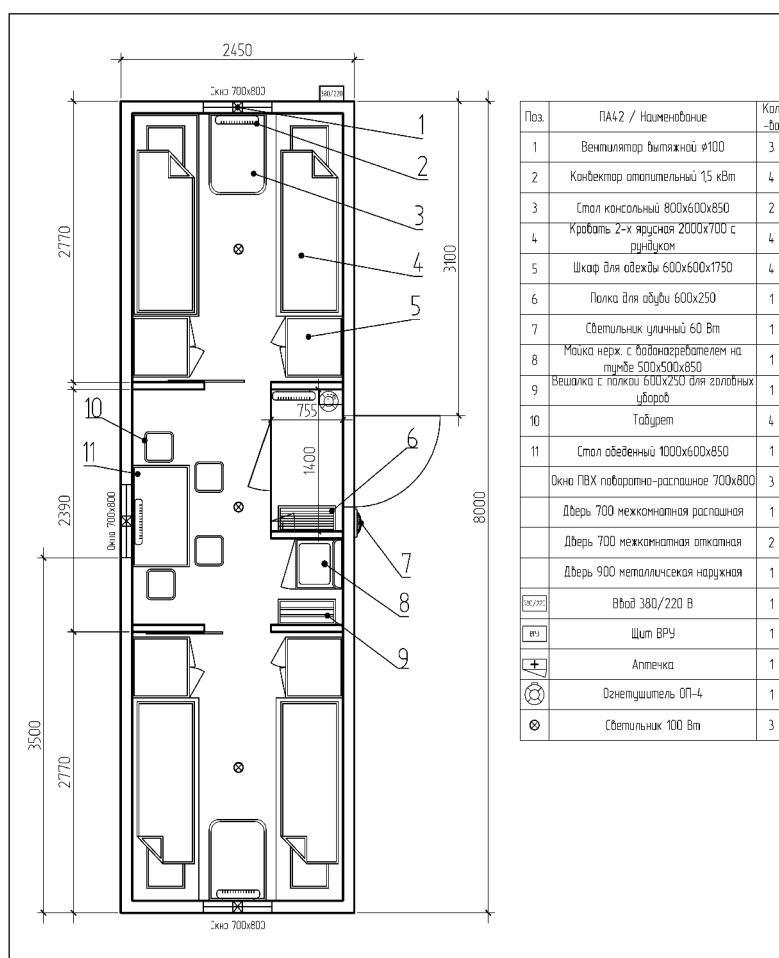 2450
Окно 700х800
380/220
1
2
3
4
5
2770
3100
10
11
755
1400
6
2390
Окно 700х800
8000
7
8
9
3500
2770
Окно 700х800
Поз. ПА42 / Наименование Кол
-во
1 Вентилятор вытяжной ⌀100 3
2 Конвектор отопительный 1,5 кВт 4
3 Стол консольный 800х600х850 2
4 Кровать 2-х ярусная 2000х700 с
рундуком 4
5 Шкаф для одежды 600х600х1750 4
6 Полка для обуви 600х250 1
7 Светильник уличный 60 Вт 1
8 Мойка нерж. с водонагревателем на
тумбе 500х500х850 1
9 Вешалка с полкой 600х250 для головных
уборов 1
10 Табурет 4
11 Стол обеденный 1000х600х850 1
Окно ПВХ поворотно-распашное 700х800 3
Дверь 700 межкомнатная распашная 1
Дверь 700 межкомнатная откатная 2
Дверь 900 металличсекая наружная 1
380/220 Ввод 380/220 В 1
ВРУ Щит ВРУ 1
Аптечка 1
Огнетушитель ОП-4 1
Светильник 100 Вт 3